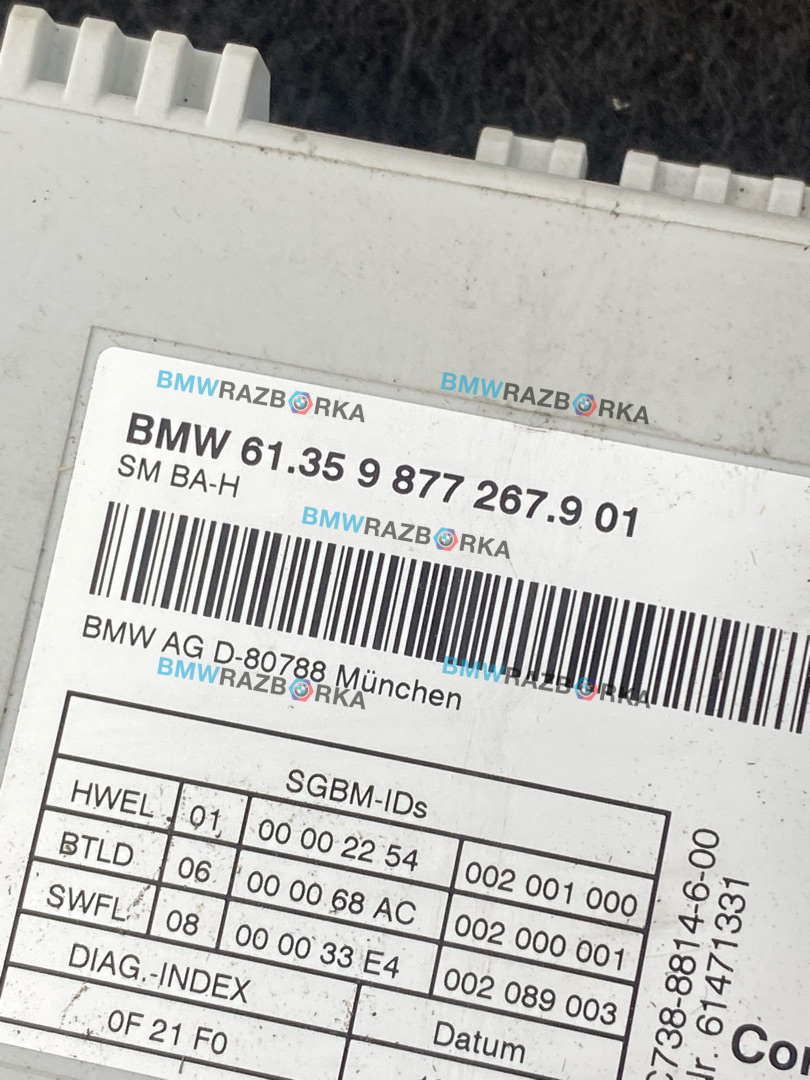 BMWRAZBORKA BMWRAZBORKA
BMW 61.35 9 877 267.9 01
SM BA-H
BMWRAZBORKA
BMW AG D-80788 München
BMWRAZBORKA BMWRAZBORKA
SGBM-IDs
HWEL 01 00 00 22 54 002 001 000
BTLD 06 00 00 68 AC 002 000 001
SWFL 08 00 00 33 E4 002 089 003
DIAG.-INDEX
0F 21 F0 Datum
C738-8814-6-00
61471331